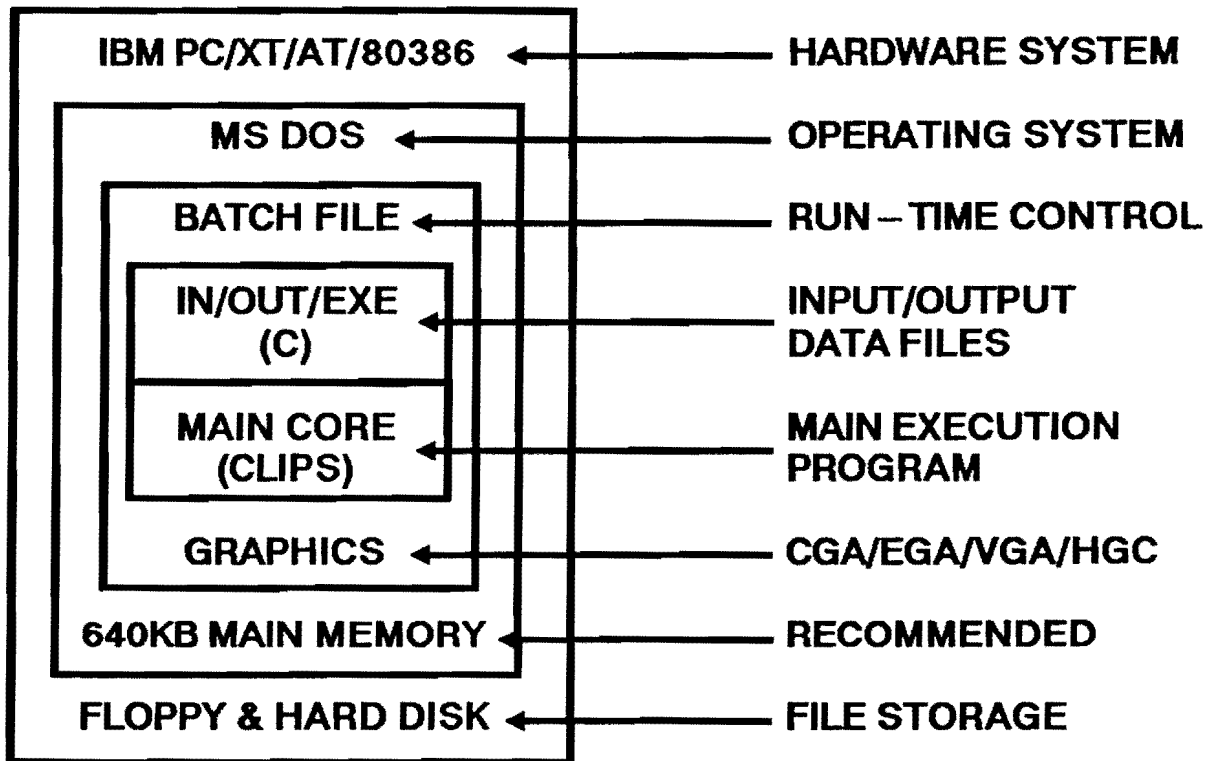 IBM PC/XT/AT/80386
HARDWARE SYSTEM
MS DOS
OPERATING SYSTEM
BATCH FILE
RUN – TIME CONTROL
IN/OUT/EXE
(C)
INPUT/OUTPUT
DATA FILES
MAIN CORE
(CLIPS)
MAIN EXECUTION
PROGRAM
GRAPHICS
CGA/EGA/VGA/HGC
640KB MAIN MEMORY
RECOMMENDED
FLOPPY & HARD DISK
FILE STORAGE